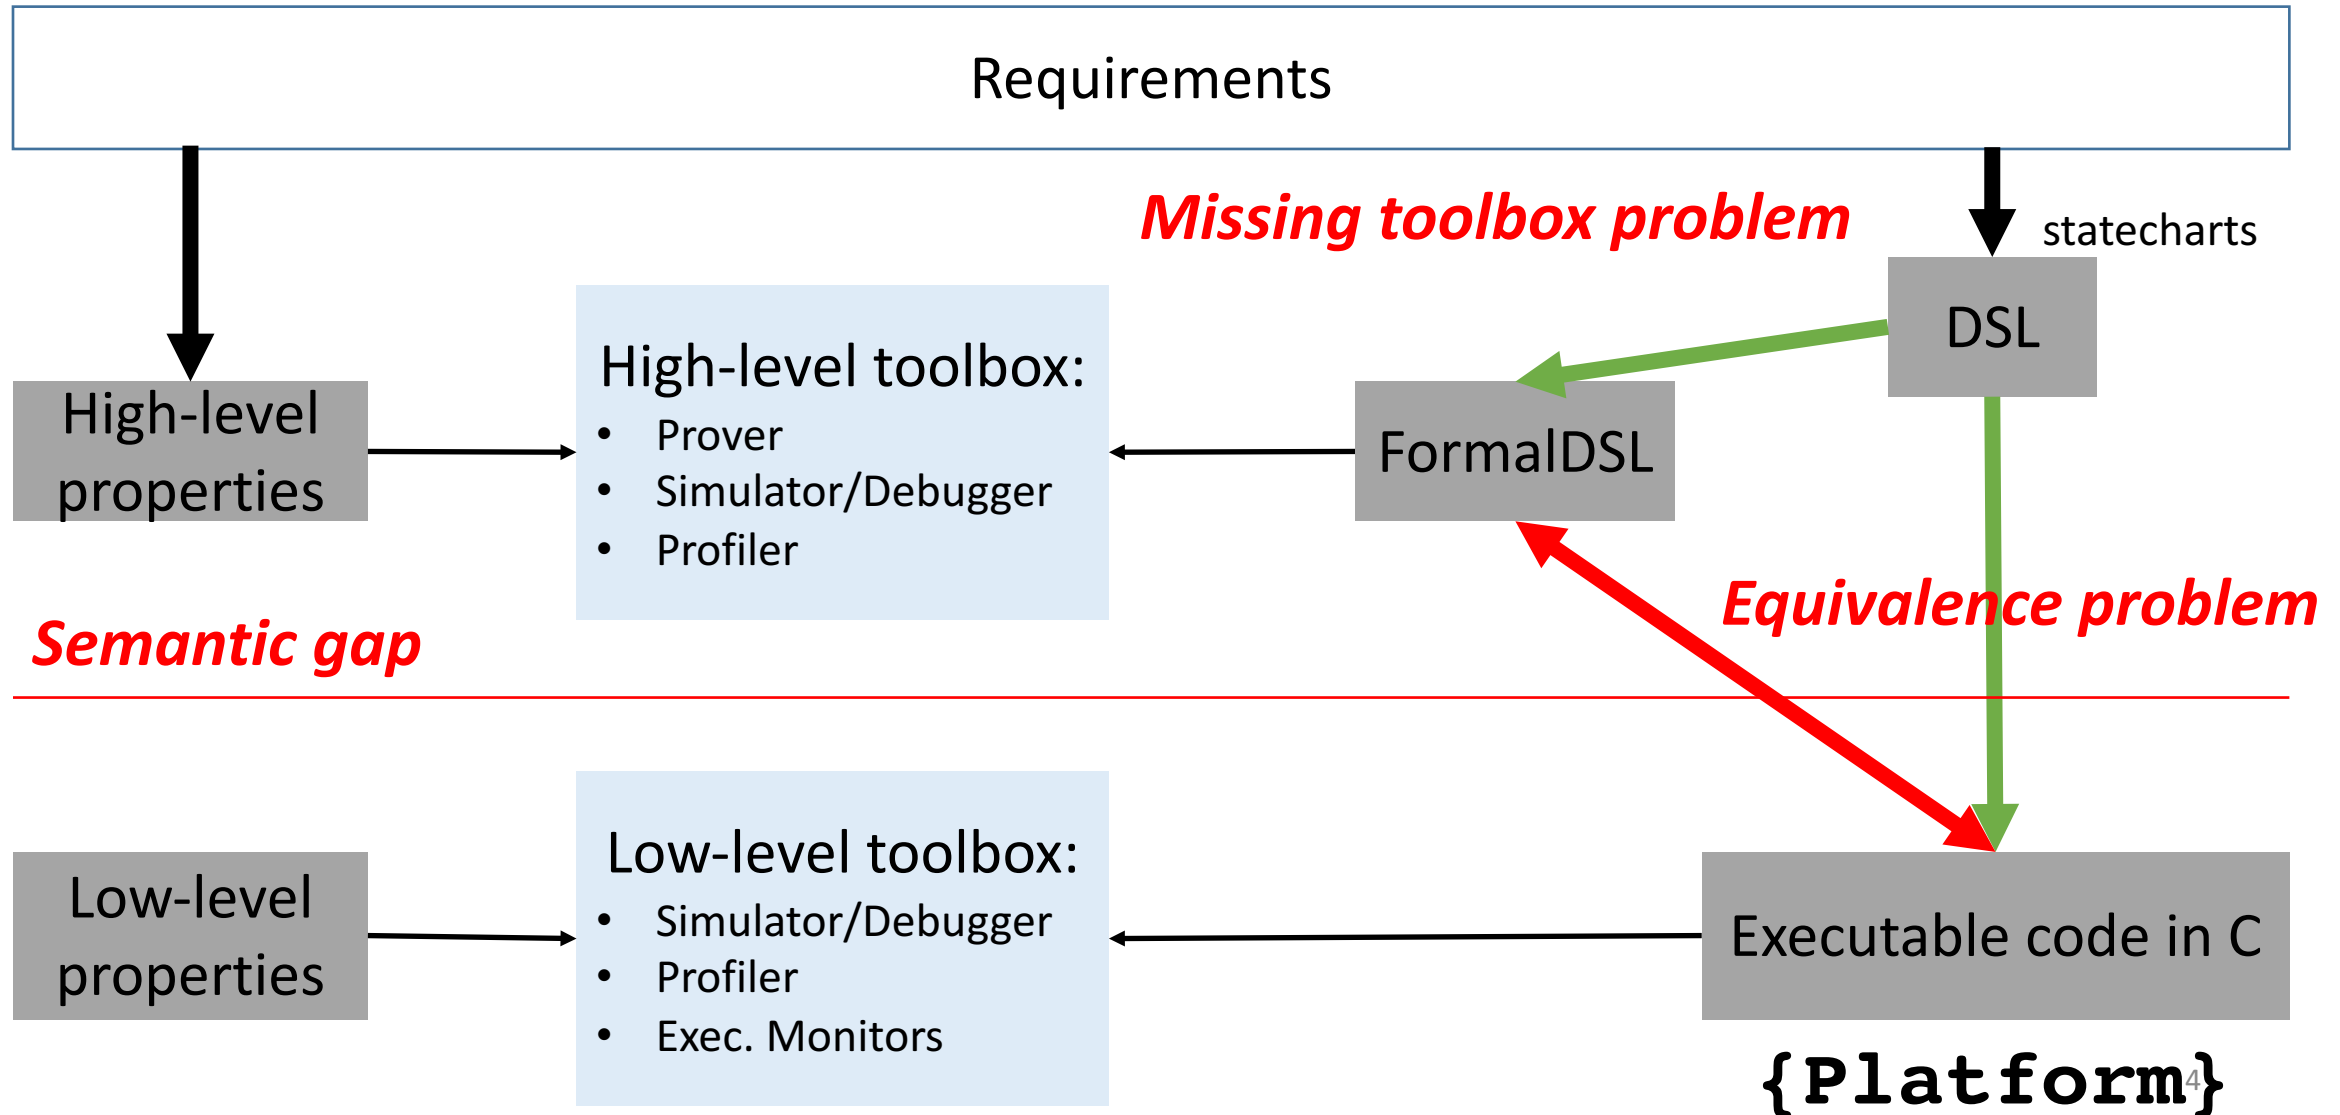 Requirements
Missing toolbox problem
statecharts
DSL
High-level toolbox:
• Prover
• Simulator/Debugger
• Profiler
High-level
properties
FormalDSL
Equivalence problem
Semantic gap
Low-level toolbox:
• Simulator/Debugger
• Profiler
• Exec. Monitors
Low-level
properties
Executable code in C
{Platform}
4